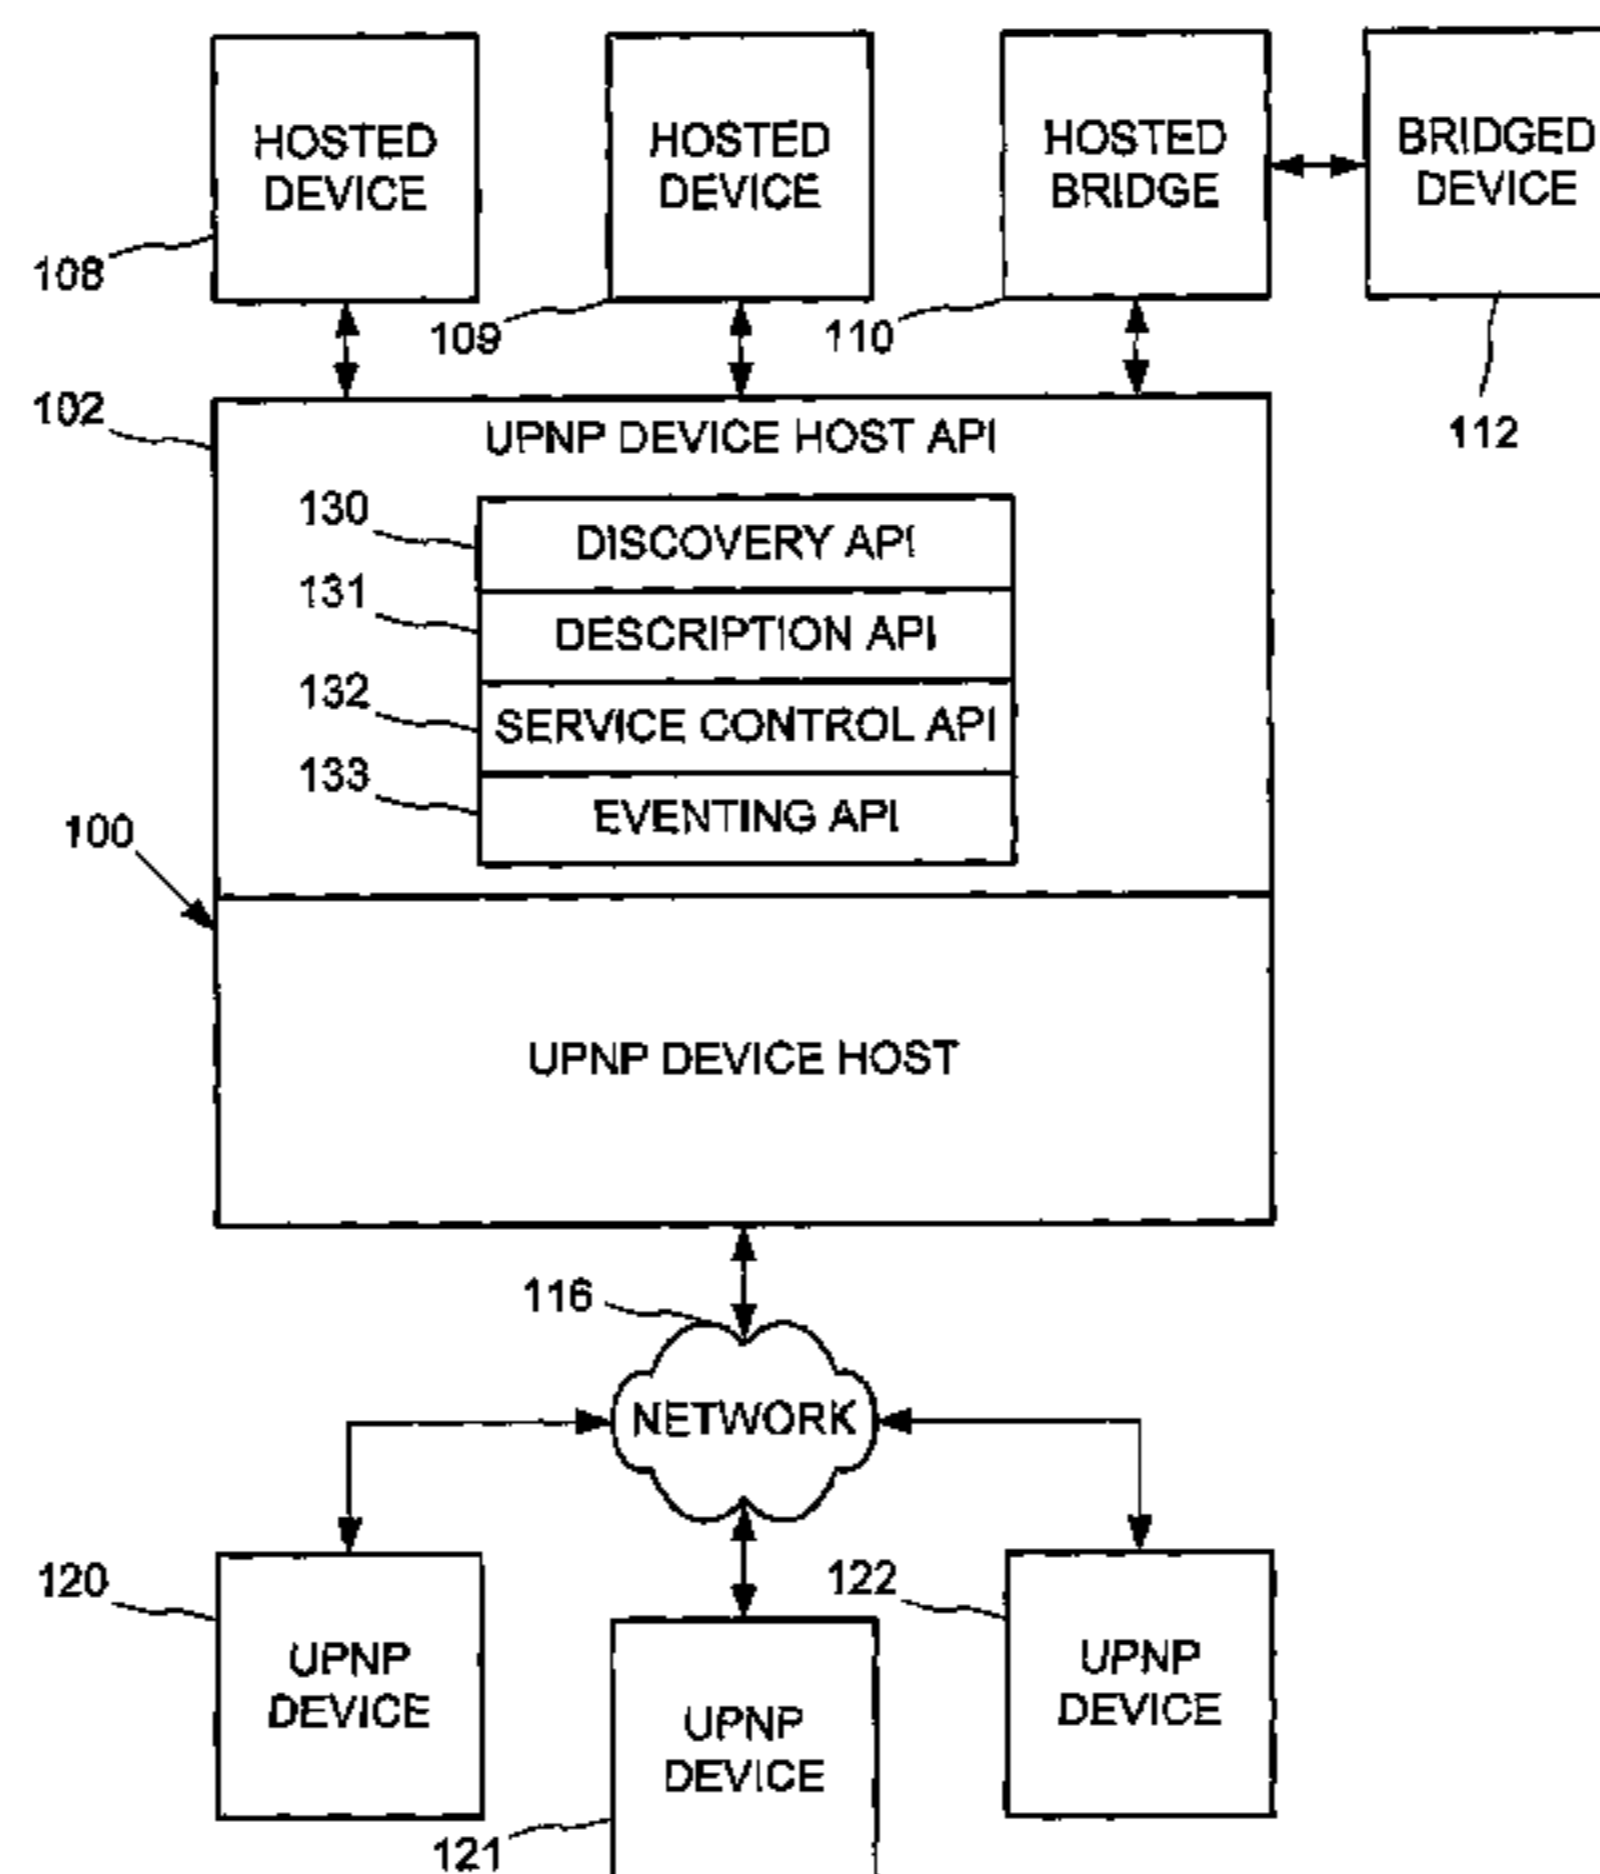 HOSTED
DEVICE
HOSTED
DEVICE
HOSTED
BRIDGE
BRIDGED
DEVICE
108
109
110
112
102
UPNP DEVICE HOST API
130
DISCOVERY API
131
DESCRIPTION API
132
SERVICE CONTROL API
133
EVENTING API
100
UPNP DEVICE HOST
116
NETWORK
120
UPNP
DEVICE
122
UPNP
DEVICE
UPNP
DEVICE
121